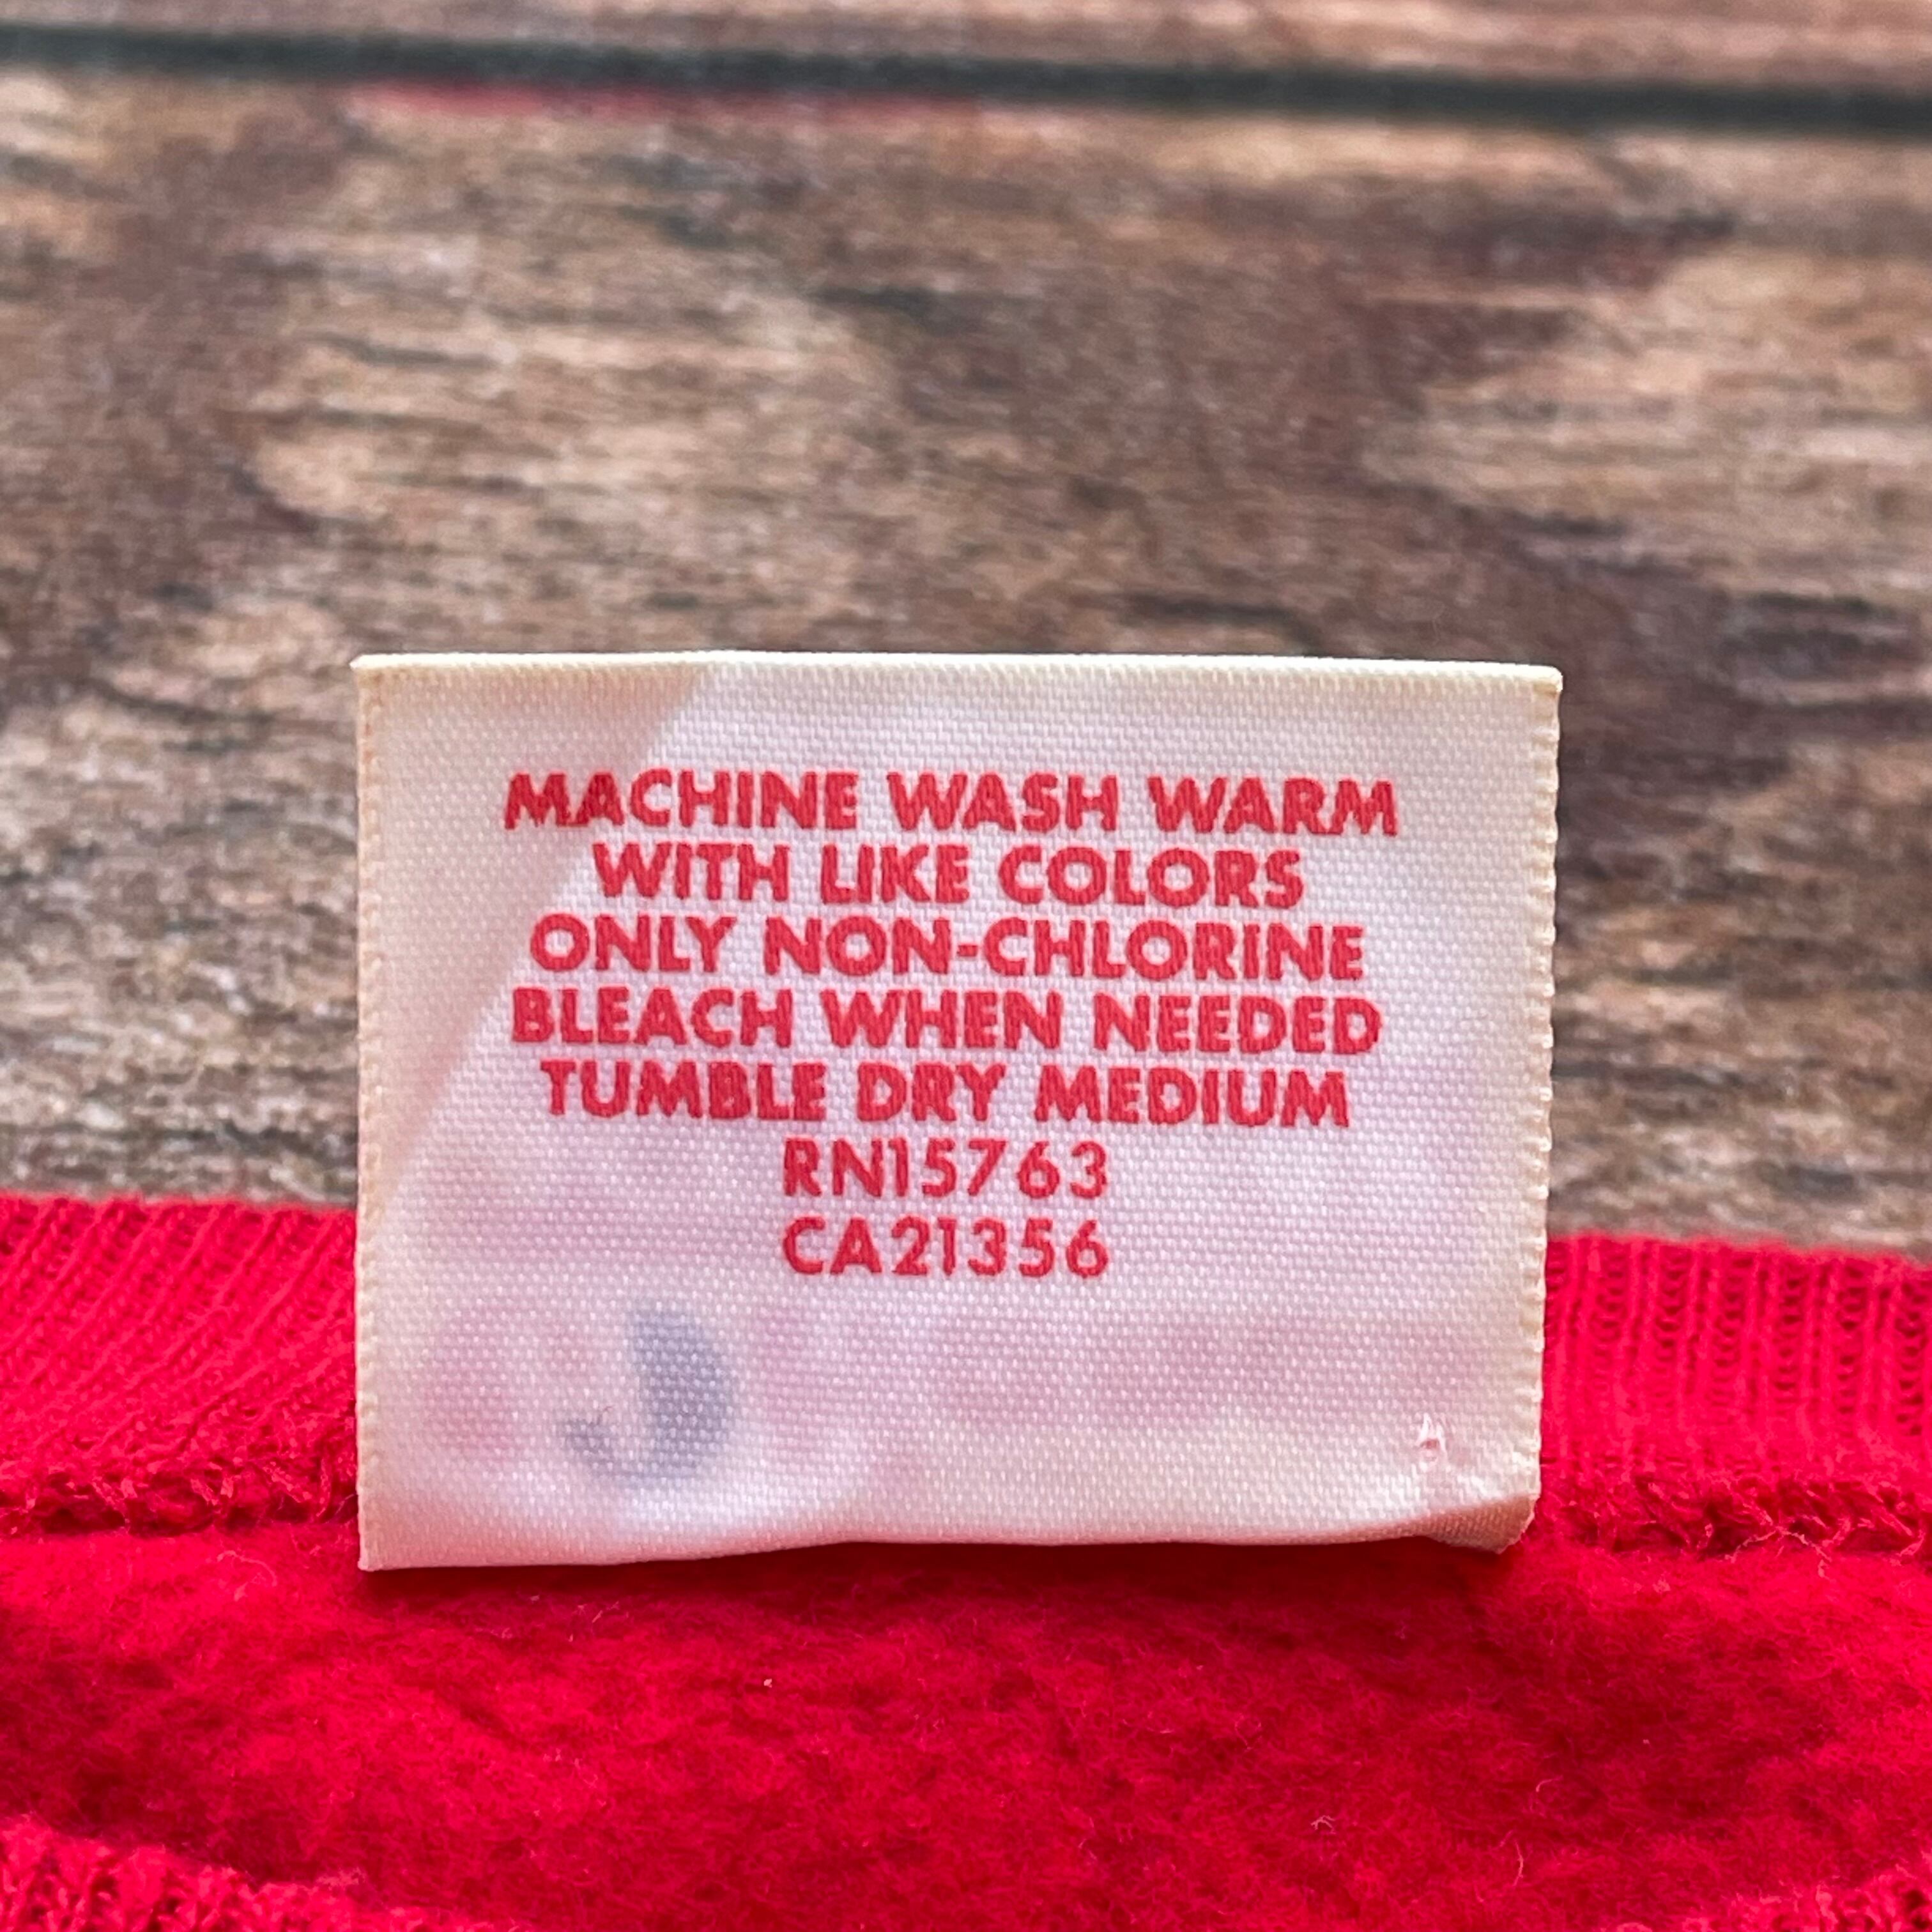 MACHINE WASH WARM
WITH LIKE COLORS
ONLY NON-CHLORINE
BLEACH WHEN NEEDED
TUMBLE DRY MEDIUM
RN15763
CA21356